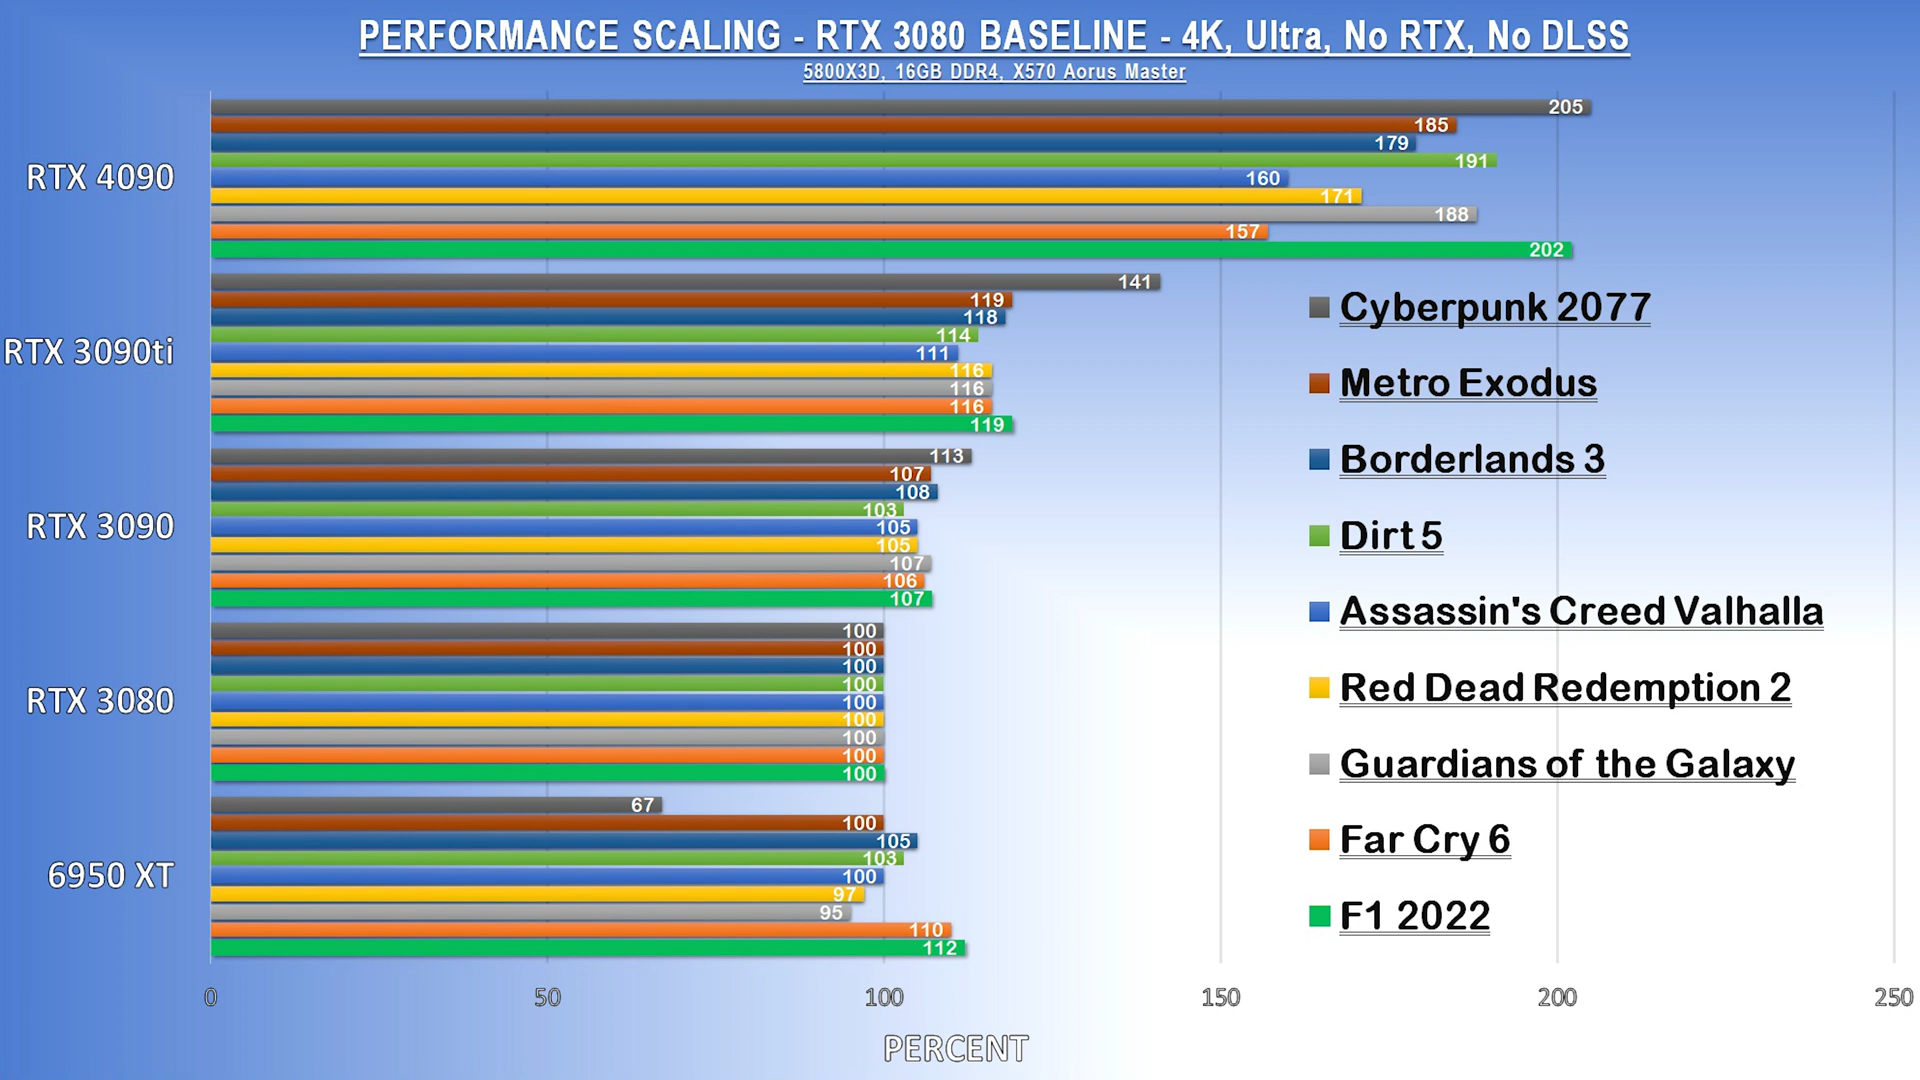 PERFORMANCE SCALING - RTX 3080 BASELINE - 4K, Ultra, No RTX, No DLSS
5800X3D, 16GB DDR4, X570 Aorus Master
RTX 4090
205
185
179
191
160
171
188
157
202
RTX 3090ti
141
119
118
114
111
116
116
116
119
RTX 3090
113
107
108
103
105
105
107
106
107
RTX 3080
100
100
100
100
100
100
100
100
100
6950 XT
67
100
105
103
100
97
95
110
112
Cyberpunk 2077
Metro Exodus
Borderlands 3
Dirt 5
Assassin's Creed Valhalla
Red Dead Redemption 2
Guardians of the Galaxy
Far Cry 6
F1 2022
0 50 100 150 200 250
PERCENT